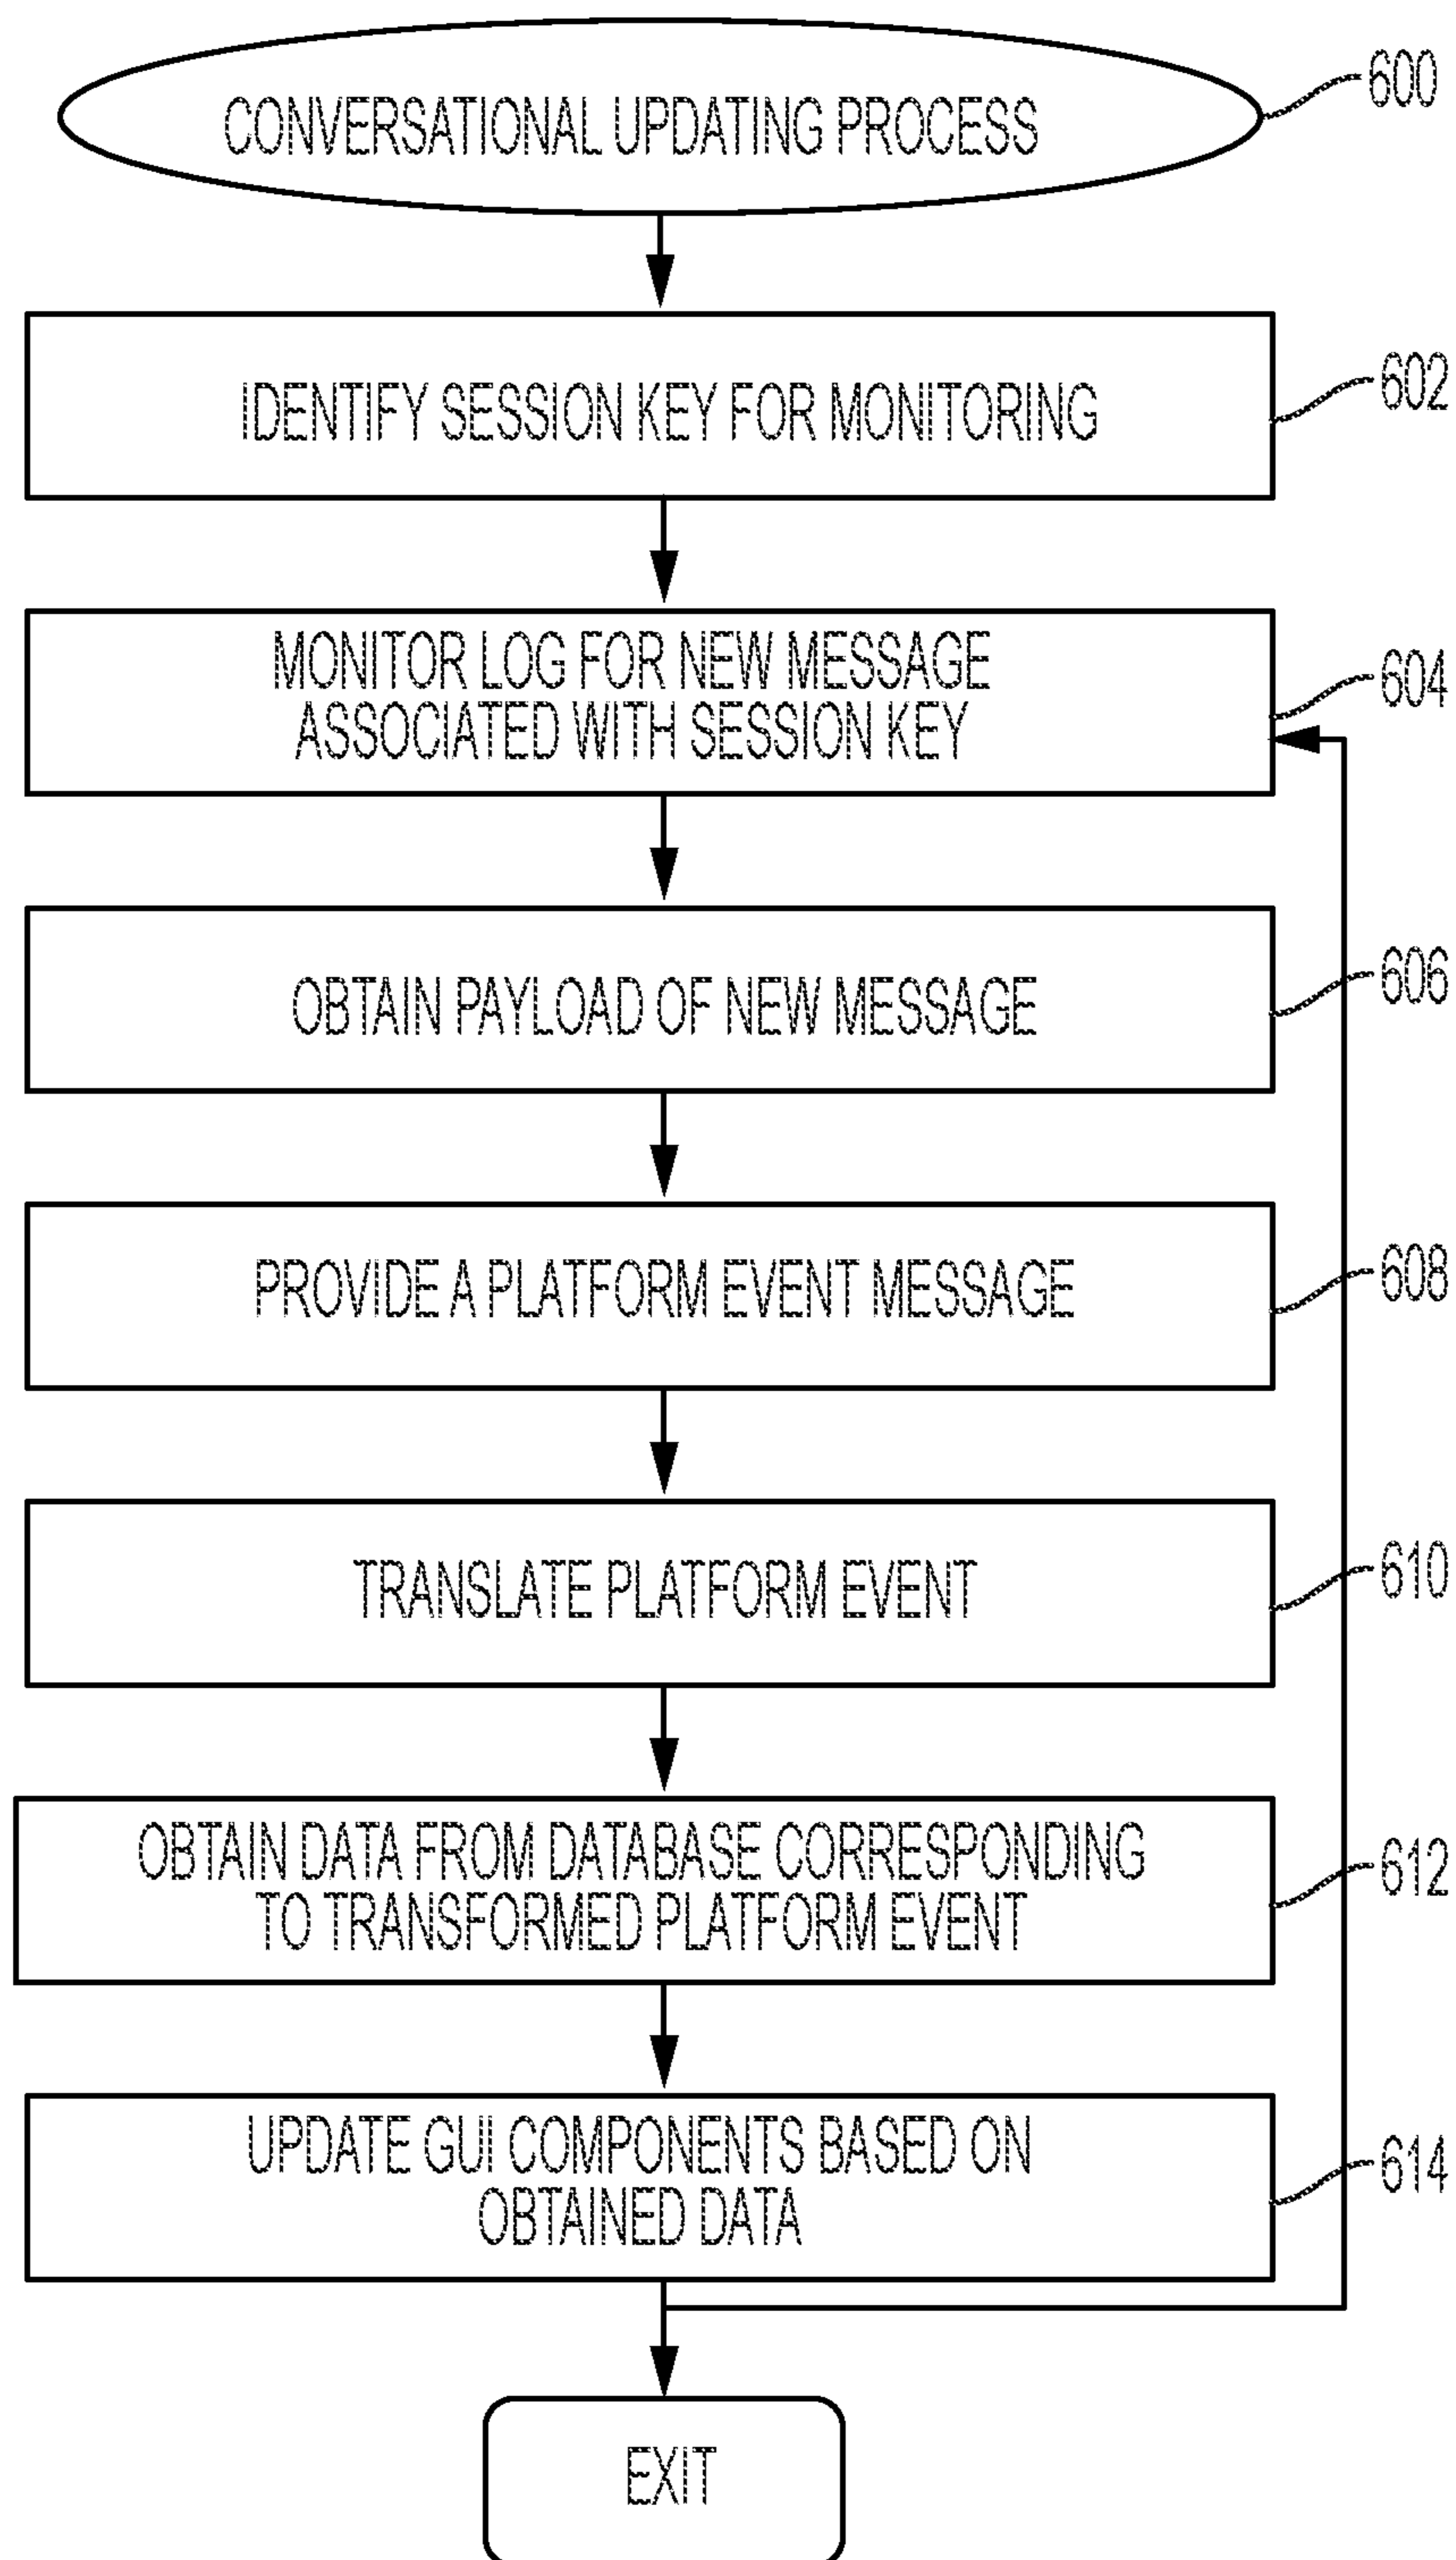 CONVERSATIONAL UPDATING PROCESS
600
IDENTIFY SESSION KEY FOR MONITORING
602
MONITOR LOG FOR NEW MESSAGE
ASSOCIATED WITH SESSION KEY
604
OBTAIN PAYLOAD OF NEW MESSAGE
606
PROVIDE A PLATFORM EVENT MESSAGE
608
TRANSLATE PLATFORM EVENT
610
OBTAIN DATA FROM DATABASE CORRESPONDING
TO TRANSFORMED PLATFORM EVENT
612
UPDATE GUI COMPONENTS BASED ON
OBTAINED DATA
614
EXIT